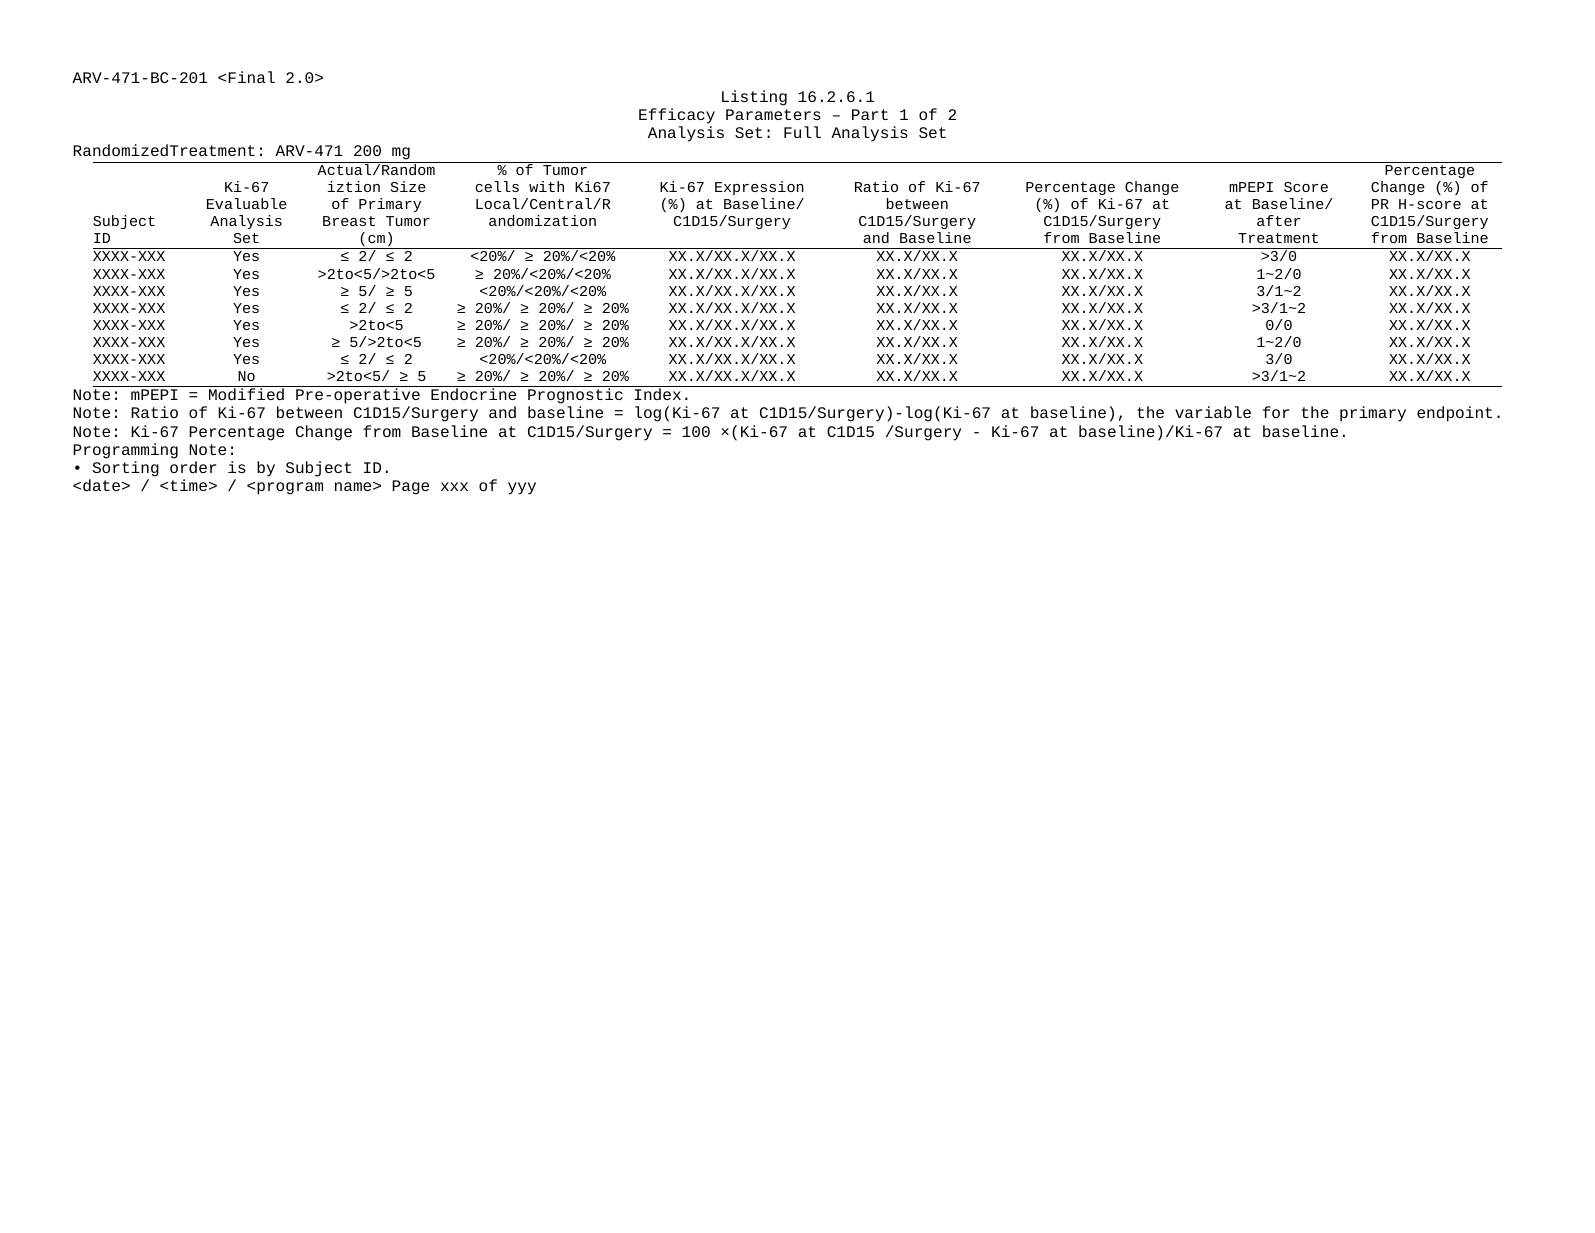 ARV-471-BC-201 <Final 2.0>
Listing 16.2.6.1
Efficacy Parameters – Part 1 of 2
Analysis Set: Full Analysis Set
RandomizedTreatment: ARV-471 200 mg
Actual/Random % of Tumor Percentage
Ki-67 iztion Size cells with Ki67 Ki-67 Expression Ratio of Ki-67 Percentage Change mPEPI Score Change (%) of
Evaluable of Primary Local/Central/R (%) at Baseline/ between (%) of Ki-67 at at Baseline/ PR H-score at
Subject Analysis Breast Tumor andomization C1D15/Surgery C1D15/Surgery C1D15/Surgery after C1D15/Surgery
ID Set (cm) and Baseline from Baseline Treatment from Baseline
XXXX-XXX Yes ≤ 2/ ≤ 2 <20%/ ≥ 20%/<20% XX.X/XX.X/XX.X XX.X/XX.X XX.X/XX.X >3/0 XX.X/XX.X
XXXX-XXX Yes >2to<5/>2to<5 ≥ 20%/<20%/<20% XX.X/XX.X/XX.X XX.X/XX.X XX.X/XX.X 1~2/0 XX.X/XX.X
XXXX-XXX Yes ≥ 5/ ≥ 5 <20%/<20%/<20% XX.X/XX.X/XX.X XX.X/XX.X XX.X/XX.X 3/1~2 XX.X/XX.X
XXXX-XXX Yes ≤ 2/ ≤ 2 ≥ 20%/ ≥ 20%/ ≥ 20% XX.X/XX.X/XX.X XX.X/XX.X XX.X/XX.X >3/1~2 XX.X/XX.X
XXXX-XXX Yes >2to<5 ≥ 20%/ ≥ 20%/ ≥ 20% XX.X/XX.X/XX.X XX.X/XX.X XX.X/XX.X 0/0 XX.X/XX.X
XXXX-XXX Yes ≥ 5/>2to<5 ≥ 20%/ ≥ 20%/ ≥ 20% XX.X/XX.X/XX.X XX.X/XX.X XX.X/XX.X 1~2/0 XX.X/XX.X
XXXX-XXX Yes ≤ 2/ ≤ 2 <20%/<20%/<20% XX.X/XX.X/XX.X XX.X/XX.X XX.X/XX.X 3/0 XX.X/XX.X
XXXX-XXX No >2to<5/ ≥ 5 ≥ 20%/ ≥ 20%/ ≥ 20% XX.X/XX.X/XX.X XX.X/XX.X XX.X/XX.X >3/1~2 XX.X/XX.X
Note: mPEPI = Modified Pre-operative Endocrine Prognostic Index.
Note: Ratio of Ki-67 between C1D15/Surgery and baseline = log(Ki-67 at C1D15/Surgery)-log(Ki-67 at baseline), the variable for the primary endpoint.
Note: Ki-67 Percentage Change from Baseline at C1D15/Surgery = 100 ×(Ki-67 at C1D15 /Surgery - Ki-67 at baseline)/Ki-67 at baseline.
Programming Note:
• Sorting order is by Subject ID.
<date> / <time> / <program name> Page xxx of yyy